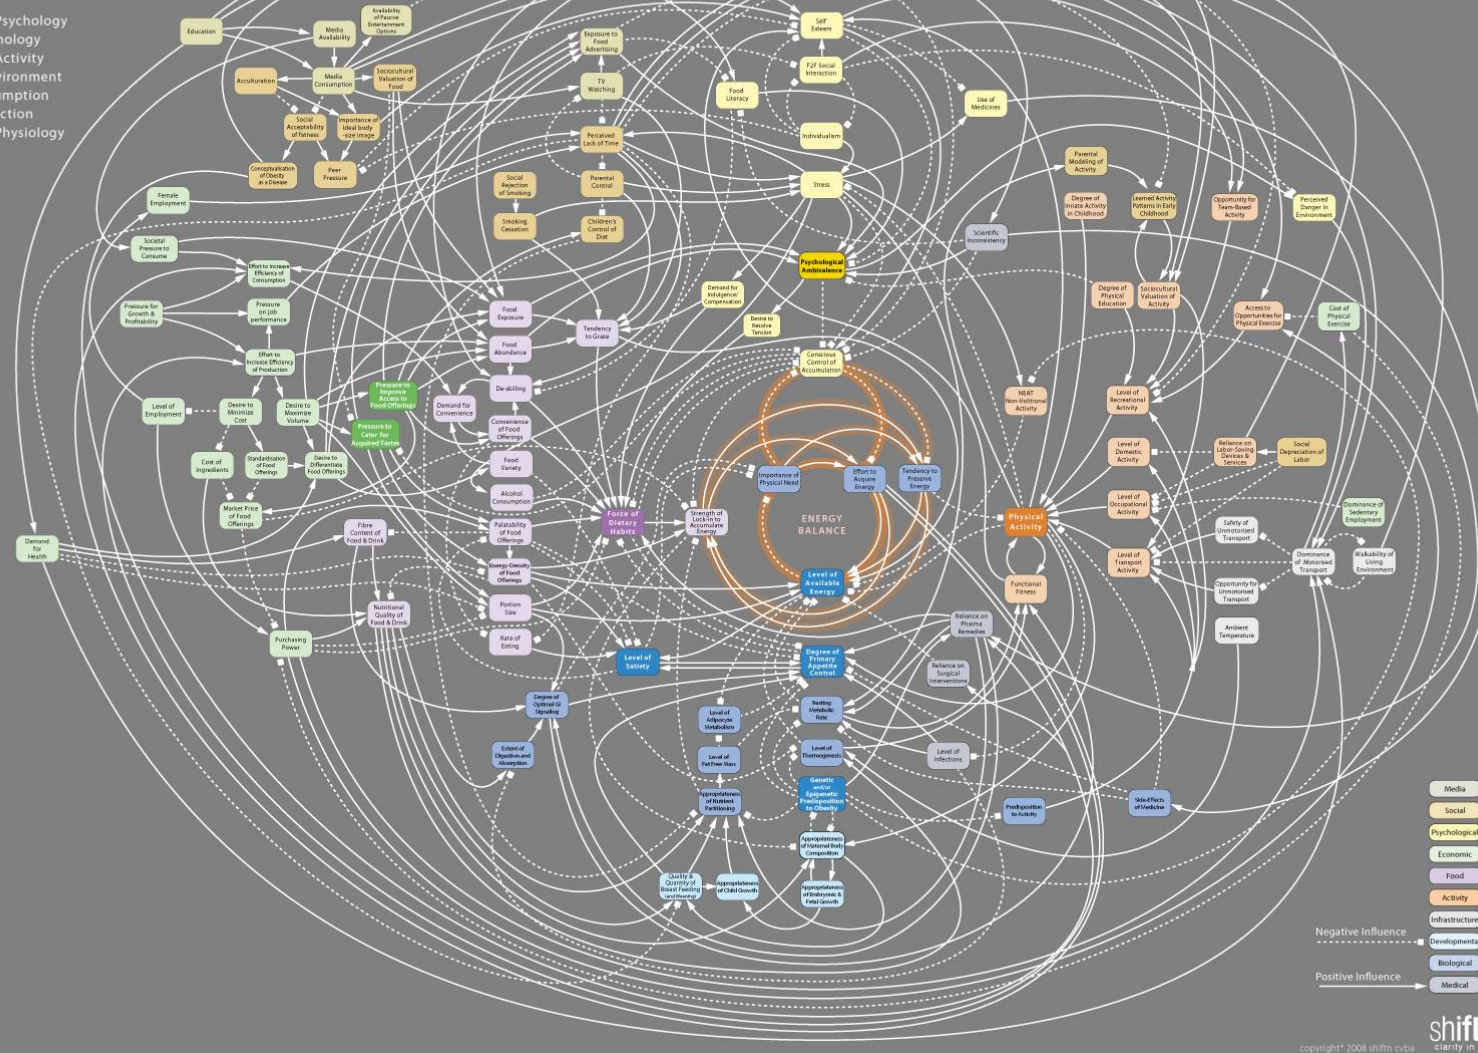 Psychology
hology
Activity
vironment
umption
ction
Physiology
Education
Media
Availability
Availability
of Passive
Entertainment
Options
Acculturation
Media
Consumption
Sociocultural
Valuation of
Food
Social
Acceptability
of fatness
Importance of
Ideal body
-size image
Conceptualisation
of Obesity
as a Disease
Peer
Pressure
Exposure to
Food
Advertising
TV
Watching
Perceived
Lack of Time
Parental
Control
Children's
Control of
Diet
Social
Rejection
of Smoking
Smoking
Cessation
Self
Esteem
F2F Social
Interaction
Food
Literacy
Individualism
Stress
Use of
Medicines
Psychological
Ambivalence
Demand for
Indulgence/
Compensation
Desire to
Resolve
Tension
Conscious
Control of
Accumulation
Scientific
Inconsistency
Parental
Modeling of
Activity
Degree of
Innate Activity
in Childhood
Learned Activity
Patterns in Early
Childhood
Opportunity for
Team-Based
Activity
Perceived
Danger in
Environment
Degree of
Physical
Education
Sociocultural
Valuation of
Activity
Access to
Opportunities for
Physical Exercise
Cost of
Physical
Exercise
Female
Employment
Societal
Pressure to
Consume
Effort to Increase
Efficiency of
Consumption
Pressure for
Growth &
Profitability
Pressure
on Job
performance
Effort to
Increase Efficiency
of Production
Level of
Employment
Desire to
Minimize
Cost
Desire to
Maximize
Volume
Pressure to
Improve
Access to
Food Offerings
Pressure to
Cater for
Acquired Tastes
Cost of
Ingredients
Standardisation
of Food
Offerings
Desire to
Differentiate
Food Offerings
Market Price
of Food
Offerings
Demand
for
Health
Fibre
Content of
Food & Drink
Nutritional
Quality of
Food & Drink
Purchasing
Power
Food
Exposure
Food
Abundance
Tendency
to Graze
De-skilling
Demand for
Convenience
Convenience
of Food
Offerings
Food
Variety
Alcohol
Consumption
Palatability
of Food
Offerings
Energy-Density
of Food
Offerings
Portion
Size
Rate of
Eating
Force of
Dietary
Habits
Strength of
Lock-in to
Accumulate
Energy
Importance of
Physical Need
Effort to
Acquire
Energy
Tendency to
Preserve
Energy
ENERGY
BALANCE
Level of
Available
Energy
Level of
Satiety
Degree of
Primary
Appetite
Control
Degree of
Optimal GI
Signaling
Extent of
Digestion and
Absorption
Level of
Adipocyte
Metabolism
Level of
Fat Free Mass
Appropriateness
of Nutrient
Partitioning
Resting
Metabolic
Rate
Level of
Thermogenesis
Genetic
and/or
Epigenetic
Predisposition
to Obesity
Appropriateness
of Maternal Body
Composition
Appropriateness
of Embryonic &
Fetal Growth
Quality &
Quantity of
Breast Feeding
(and Weaning)
Appropriateness
of Child Growth
NEAT
Non-Volitional
Activity
Level of
Recreational
Activity
Level of
Domestic
Activity
Reliance on
Labor-Saving
Devices &
Services
Social
Depreciation of
Labor
Physical
Activity
Level of
Occupational
Activity
Level of
Transport
Activity
Functional
Fitness
Safety of
Unmotorised
Transport
Dominance of
Sedentary
Employment
Dominance
of Motorised
Transport
Walkability of
Living
Environment
Opportunity for
Unmotorised
Transport
Ambient
Temperature
Reliance on
Pharma
Remedies
Reliance on
Surgical
Interventions
Level of
Infections
Predisposition
to Activity
Side-Effects
of Medicine
Media
Social
Psychological
Economic
Food
Activity
Infrastructure
Developmenta
Biological
Medical
Negative Influence
Positive Influence
shift
clarity in
copyright® 2008 shiftn cvba